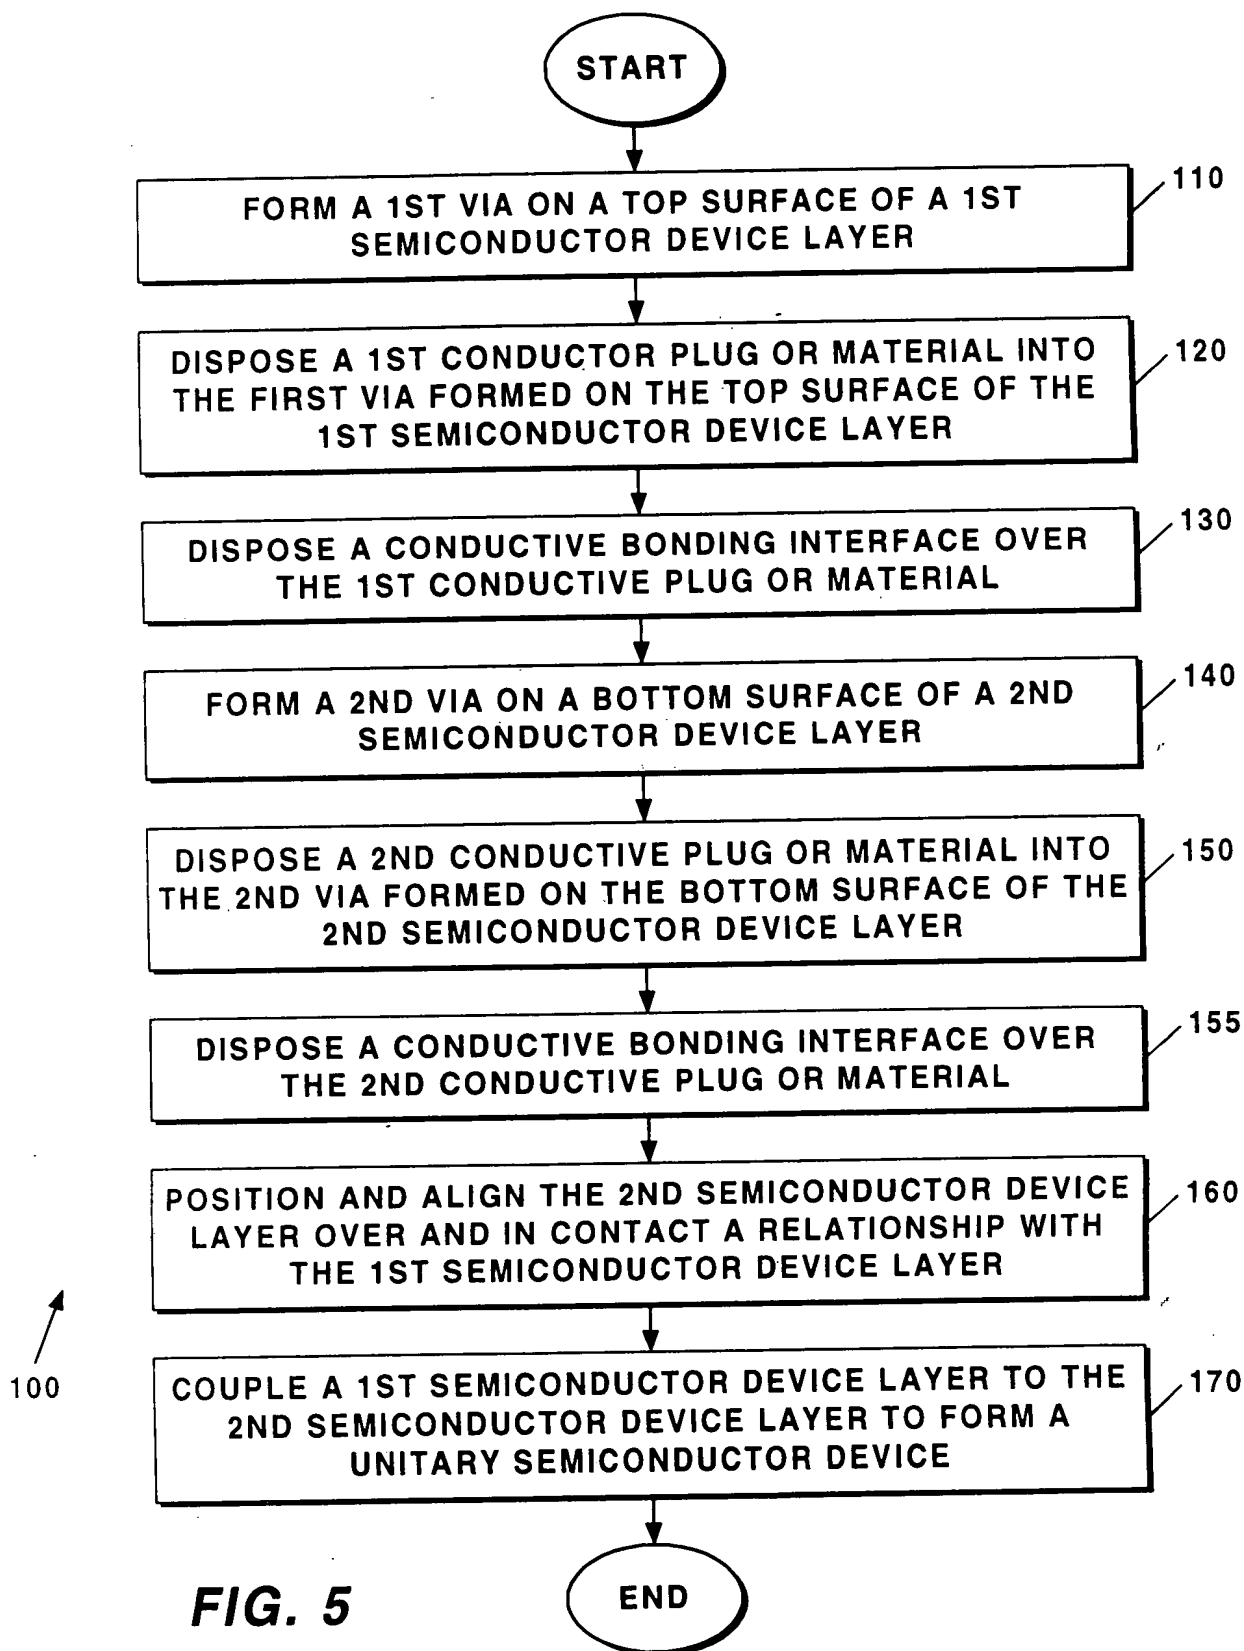 START
FORM A 1ST VIA ON A TOP SURFACE OF A 1ST
SEMICONDUCTOR DEVICE LAYER
110
DISPOSE A 1ST CONDUCTOR PLUG OR MATERIAL INTO
THE FIRST VIA FORMED ON THE TOP SURFACE OF THE
1ST SEMICONDUCTOR DEVICE LAYER
120
DISPOSE A CONDUCTIVE BONDING INTERFACE OVER
THE 1ST CONDUCTIVE PLUG OR MATERIAL
130
FORM A 2ND VIA ON A BOTTOM SURFACE OF A 2ND
SEMICONDUCTOR DEVICE LAYER
140
DISPOSE A 2ND CONDUCTIVE PLUG OR MATERIAL INTO
THE 2ND VIA FORMED ON THE BOTTOM SURFACE OF THE
2ND SEMICONDUCTOR DEVICE LAYER
150
DISPOSE A CONDUCTIVE BONDING INTERFACE OVER
THE 2ND CONDUCTIVE PLUG OR MATERIAL
155
POSITION AND ALIGN THE 2ND SEMICONDUCTOR DEVICE
LAYER OVER AND IN CONTACT A RELATIONSHIP WITH
THE 1ST SEMICONDUCTOR DEVICE LAYER
160
COUPLE A 1ST SEMICONDUCTOR DEVICE LAYER TO THE
2ND SEMICONDUCTOR DEVICE LAYER TO FORM A
UNITARY SEMICONDUCTOR DEVICE
170
100
END
FIG. 5